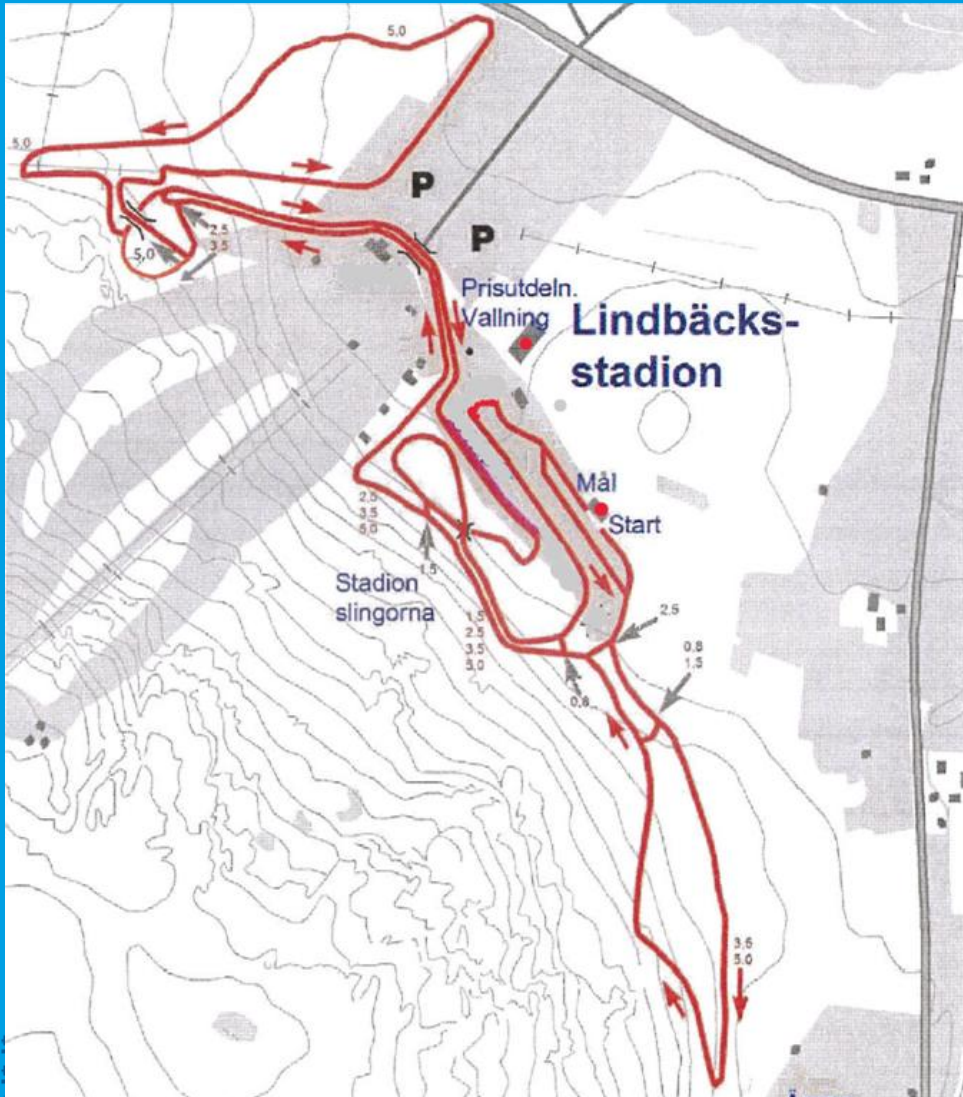 5,0
5,0
P
2,5
3,5
5,0
P
Prisutdeln.
Vallning
Lindbäcks-
stadion
Mål
Start
2,5
3,5
5,0
1,5
Stadion
slingorna
1,5
2,5
3,5
5,0
2,5
0,8
1,5
0,8
3,5
5,0